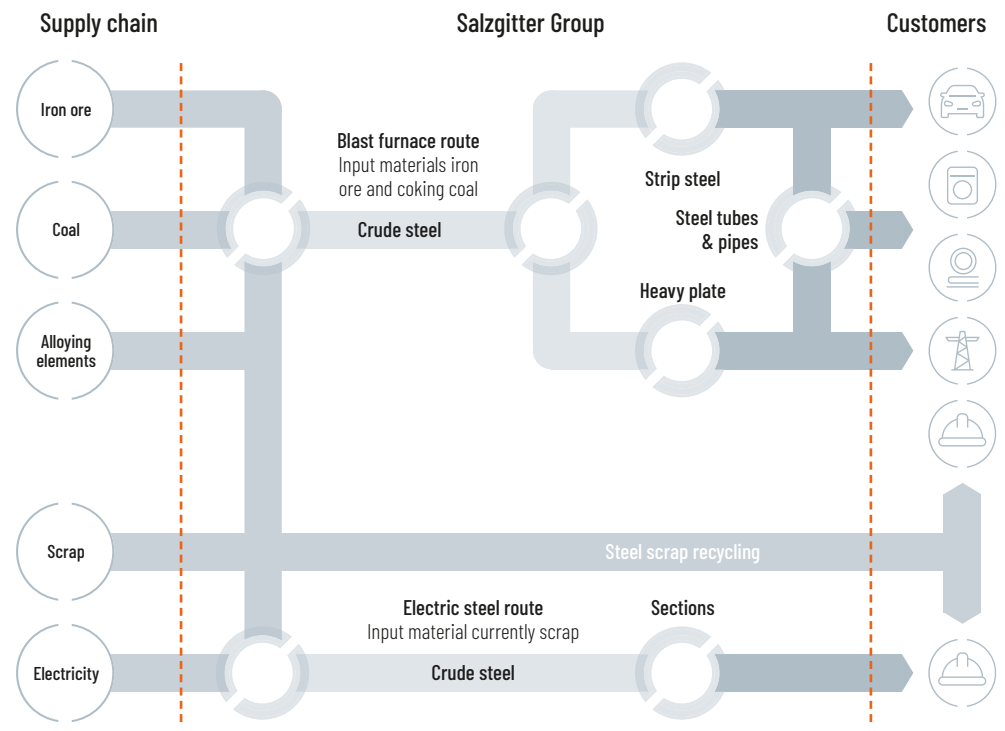 Supply chain
Salzgitter Group
Customers
Iron ore
Blast furnace route
Input materials iron
ore and coking coal
Strip steel
Coal
Crude steel
Steel tubes
& pipes
Heavy plate
Alloying
elements
Scrap
Steel scrap recycling
Electric steel route
Input material currently scrap
Sections
Electricity
Crude steel